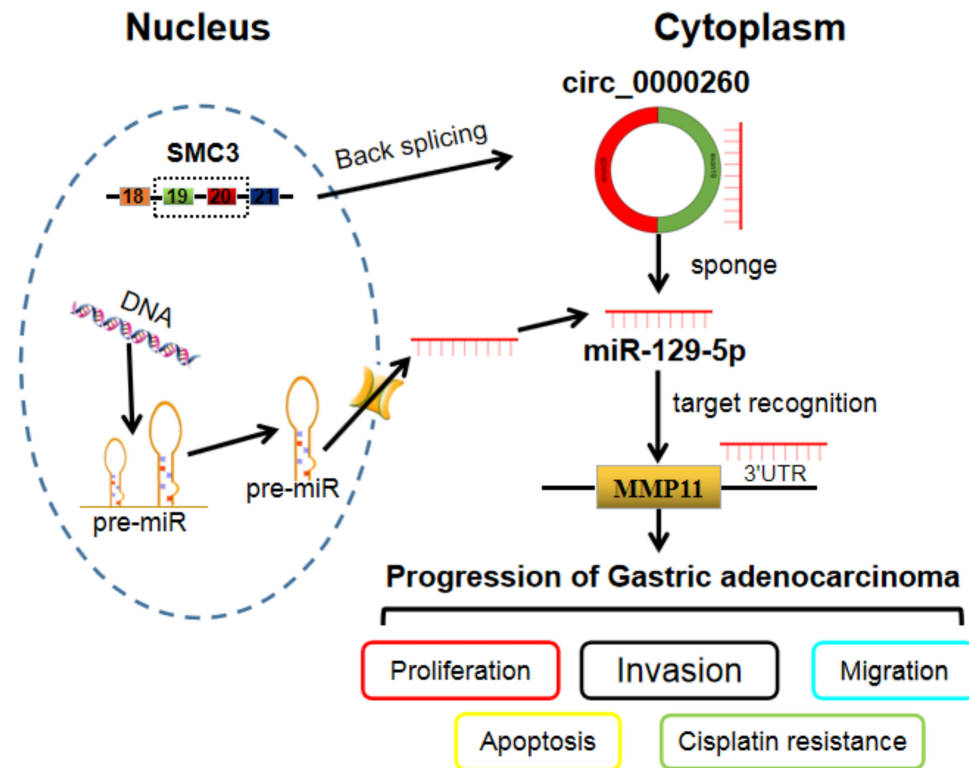 Nucleus
Cytoplasm
circ_0000260
SMC3
Back splicing
18 19 20 21
sponge
DNA
miR-129-5p
target recognition
pre-miR
pre-miR
MMP11
3'UTR
Progression of Gastric adenocarcinoma
Proliferation
Invasion
Migration
Apoptosis
Cisplatin resistance